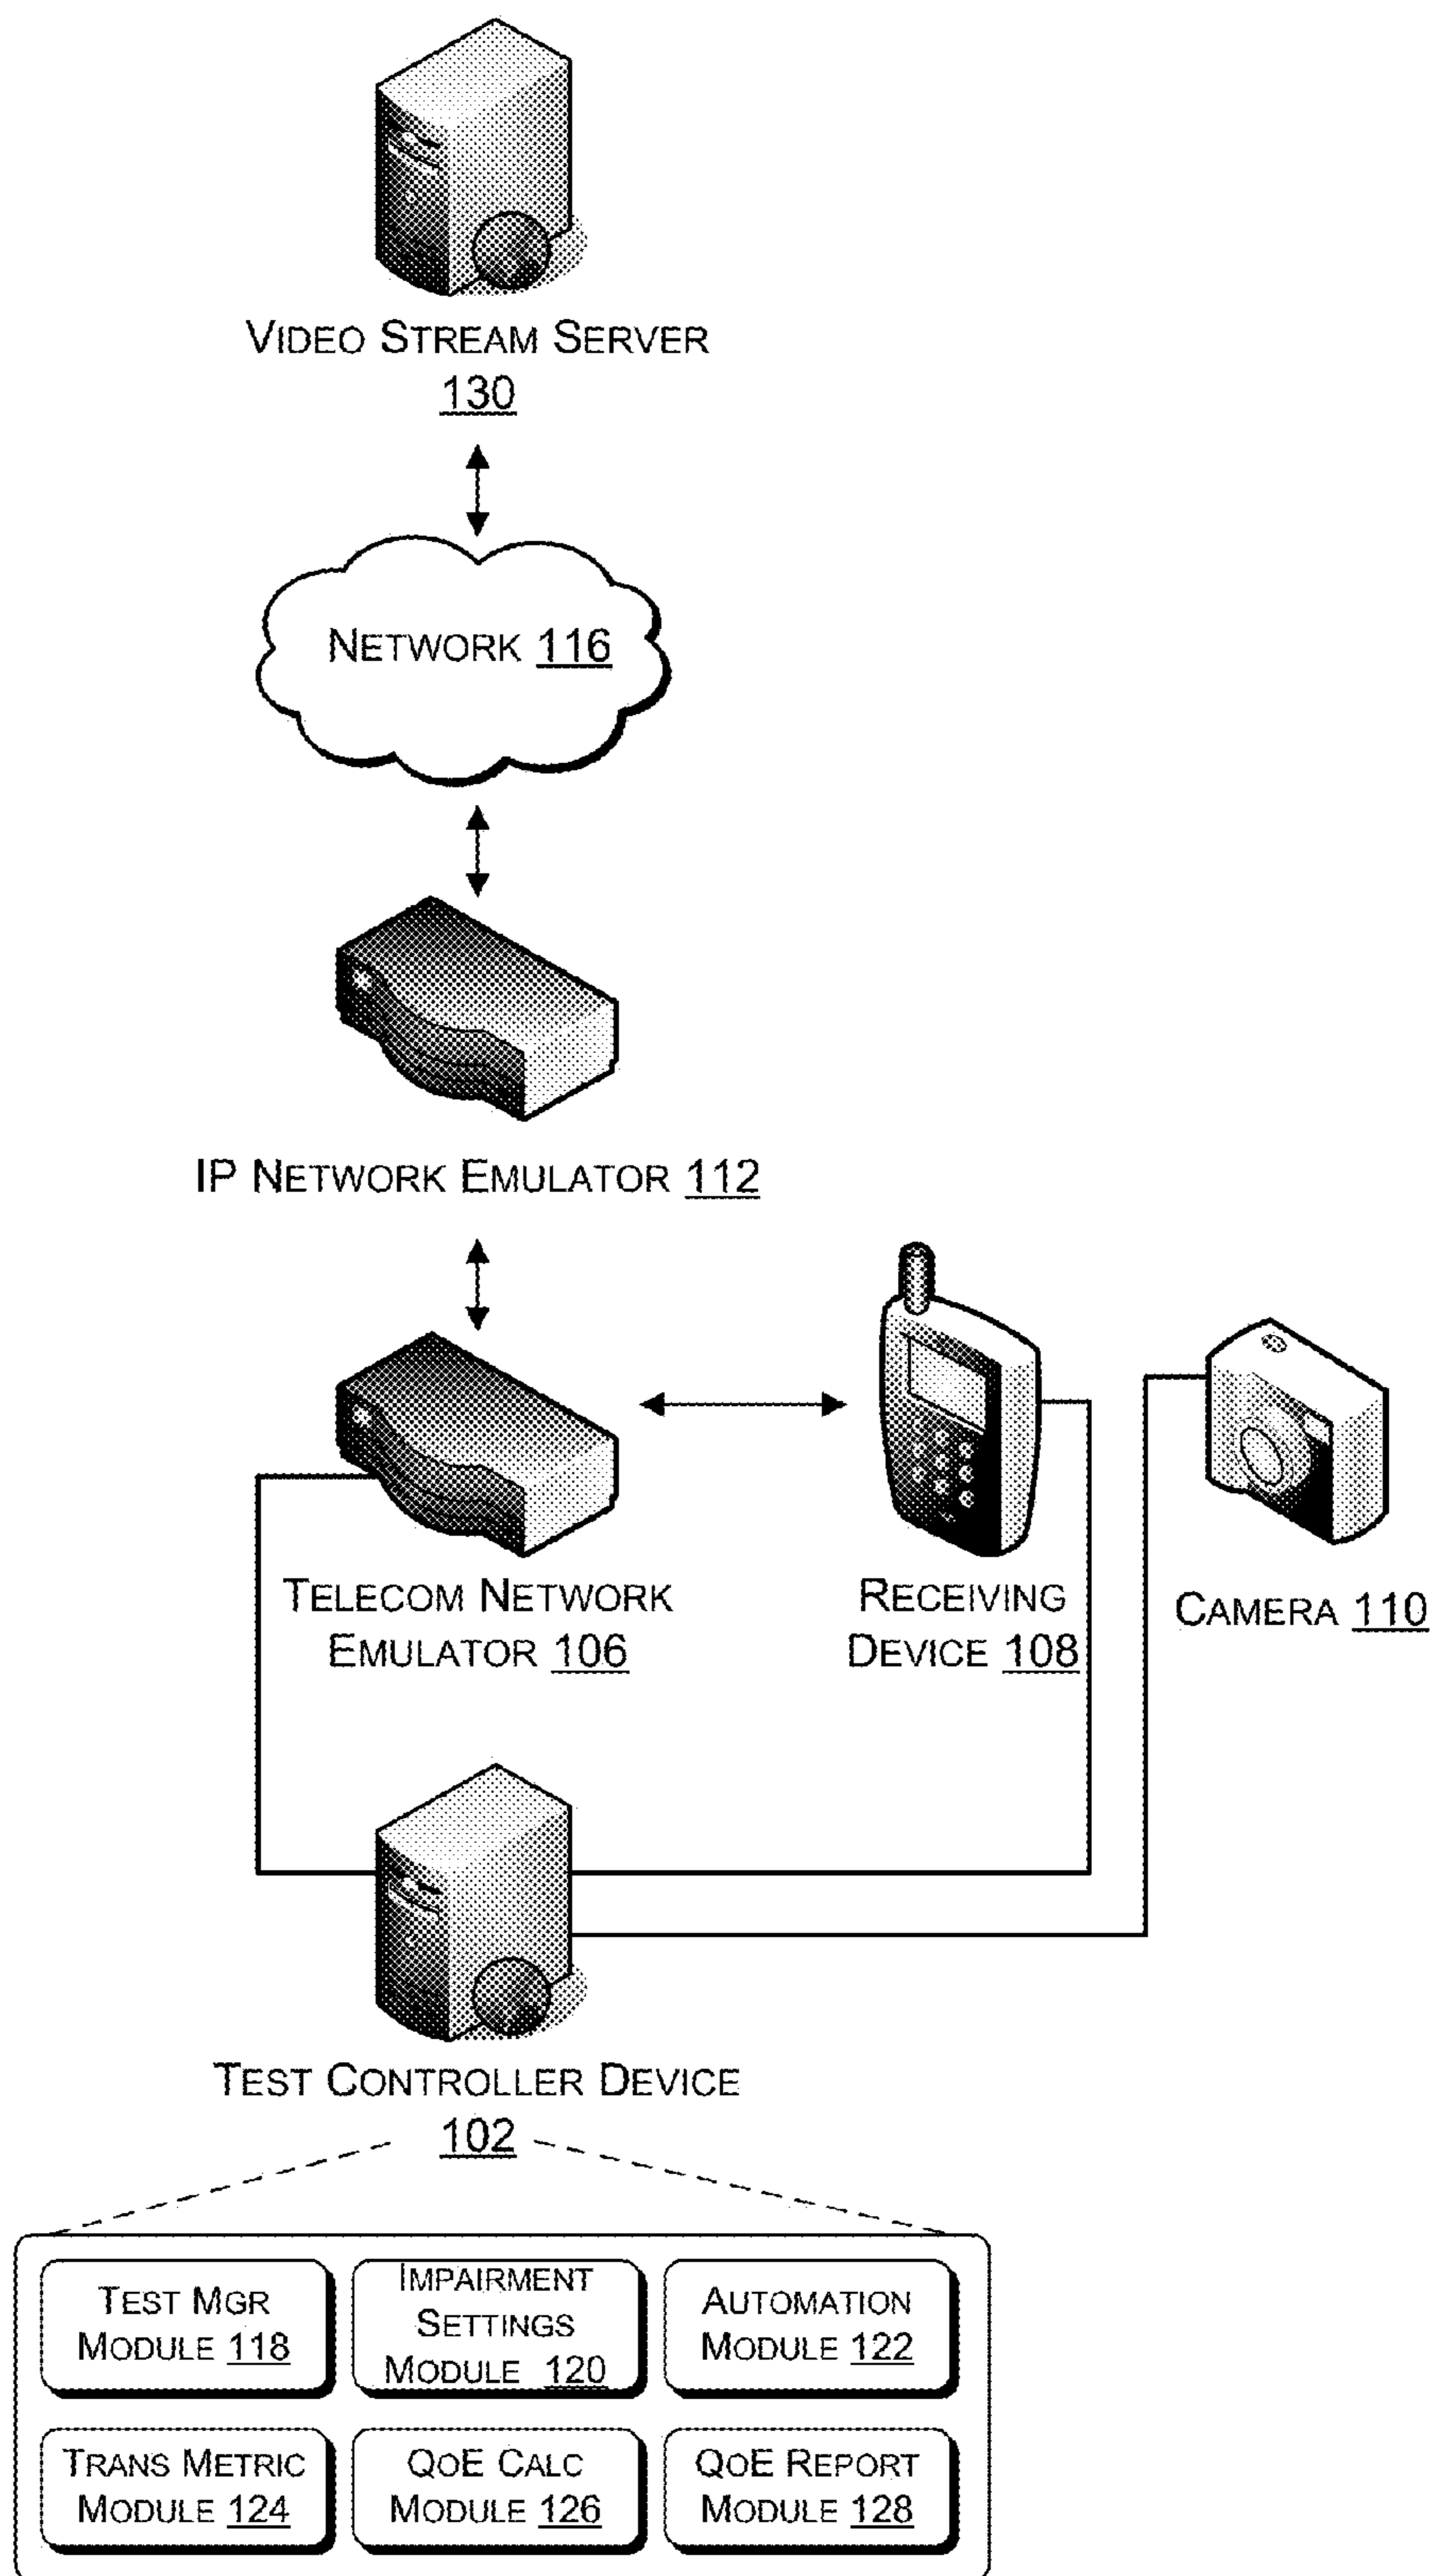 VIDEO STREAM SERVER
130
NETWORK 116
IP NETWORK EMULATOR 112
TELECOM NETWORK
EMULATOR 106
RECEIVING
DEVICE 108
CAMERA 110
TEST CONTROLLER DEVICE
102
TEST MGR
MODULE 118
IMPAIRMENT
SETTINGS
MODULE 120
AUTOMATION
MODULE 122
TRANS METRIC
MODULE 124
QOE CALC
MODULE 126
QOE REPORT
MODULE 128